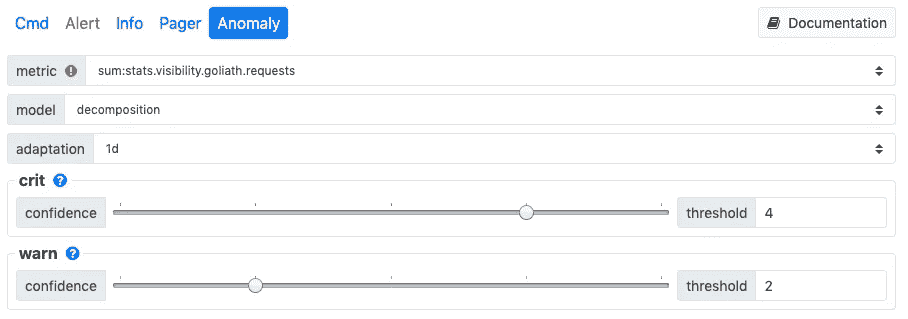 Cmd Alert Info Pager Anomaly Documentation
metric sum:stats.visibility.goliath.requests
model decomposition
adaptation 1d
crit
confidence threshold 4
warn
confidence threshold 2